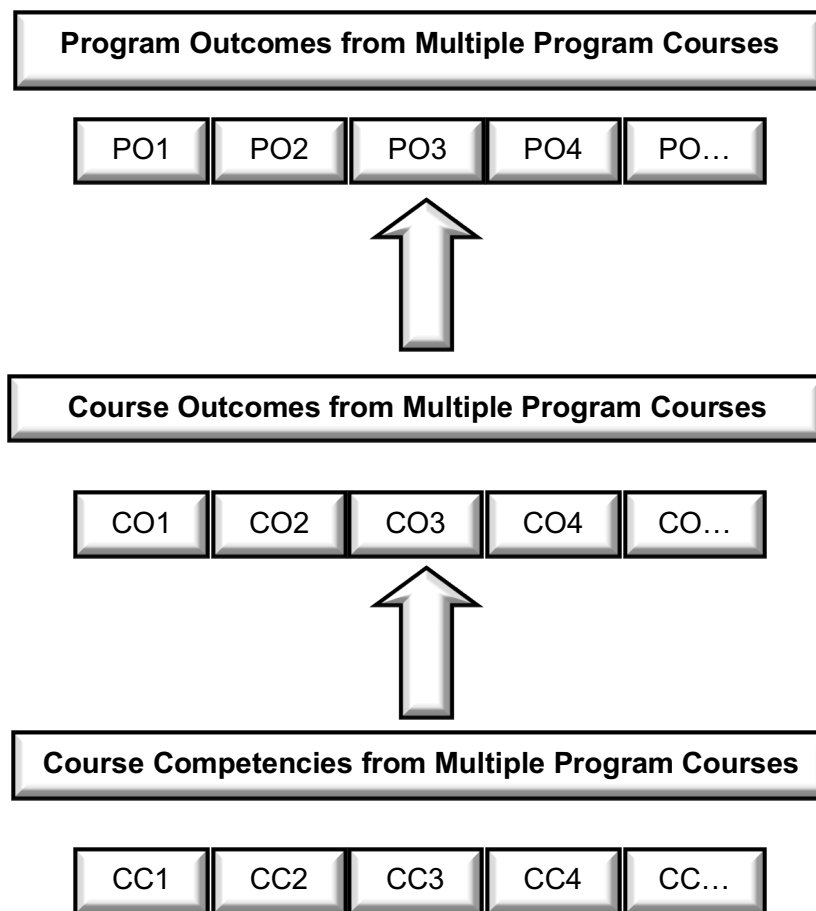 Program Outcomes from Multiple Program Courses
PO1 PO2 PO3 PO4 PO…
Course Outcomes from Multiple Program Courses
CO1 CO2 CO3 CO4 CO…
Course Competencies from Multiple Program Courses
CC1 CC2 CC3 CC4 CC…